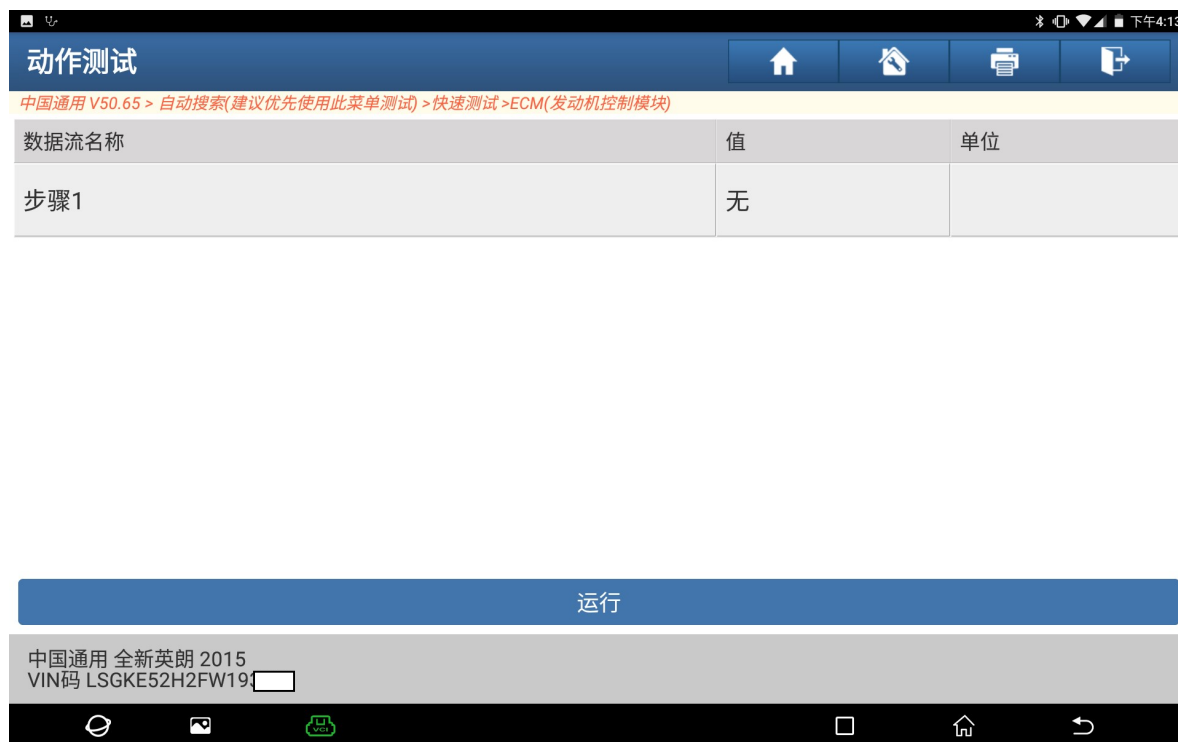 下午4:13
动作测试
中国通用 V50.65 > 自动搜索(建议优先使用此菜单测试) >快速测试 >ECM(发动机控制模块)
数据流名称 值 单位
步骤1 无
运行
中国通用 全新英朗 2015
VIN码 LSGKE52H2FW19
VCI